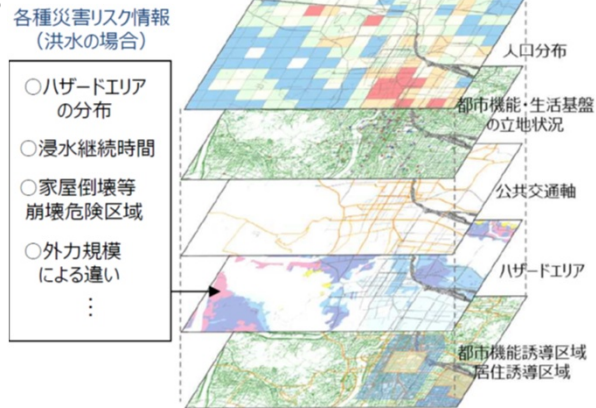 各種災害リスク情報
（洪水の場合）
○ハザードエリア
の分布
○浸水継続時間
○家屋倒壊等
崩壊危険区域
○外力規模
による違い
⋮
人口分布
都市機能・生活基盤
の立地状況
公共交通軸
ハザードエリア
都市機能誘導区域
居住誘導区域